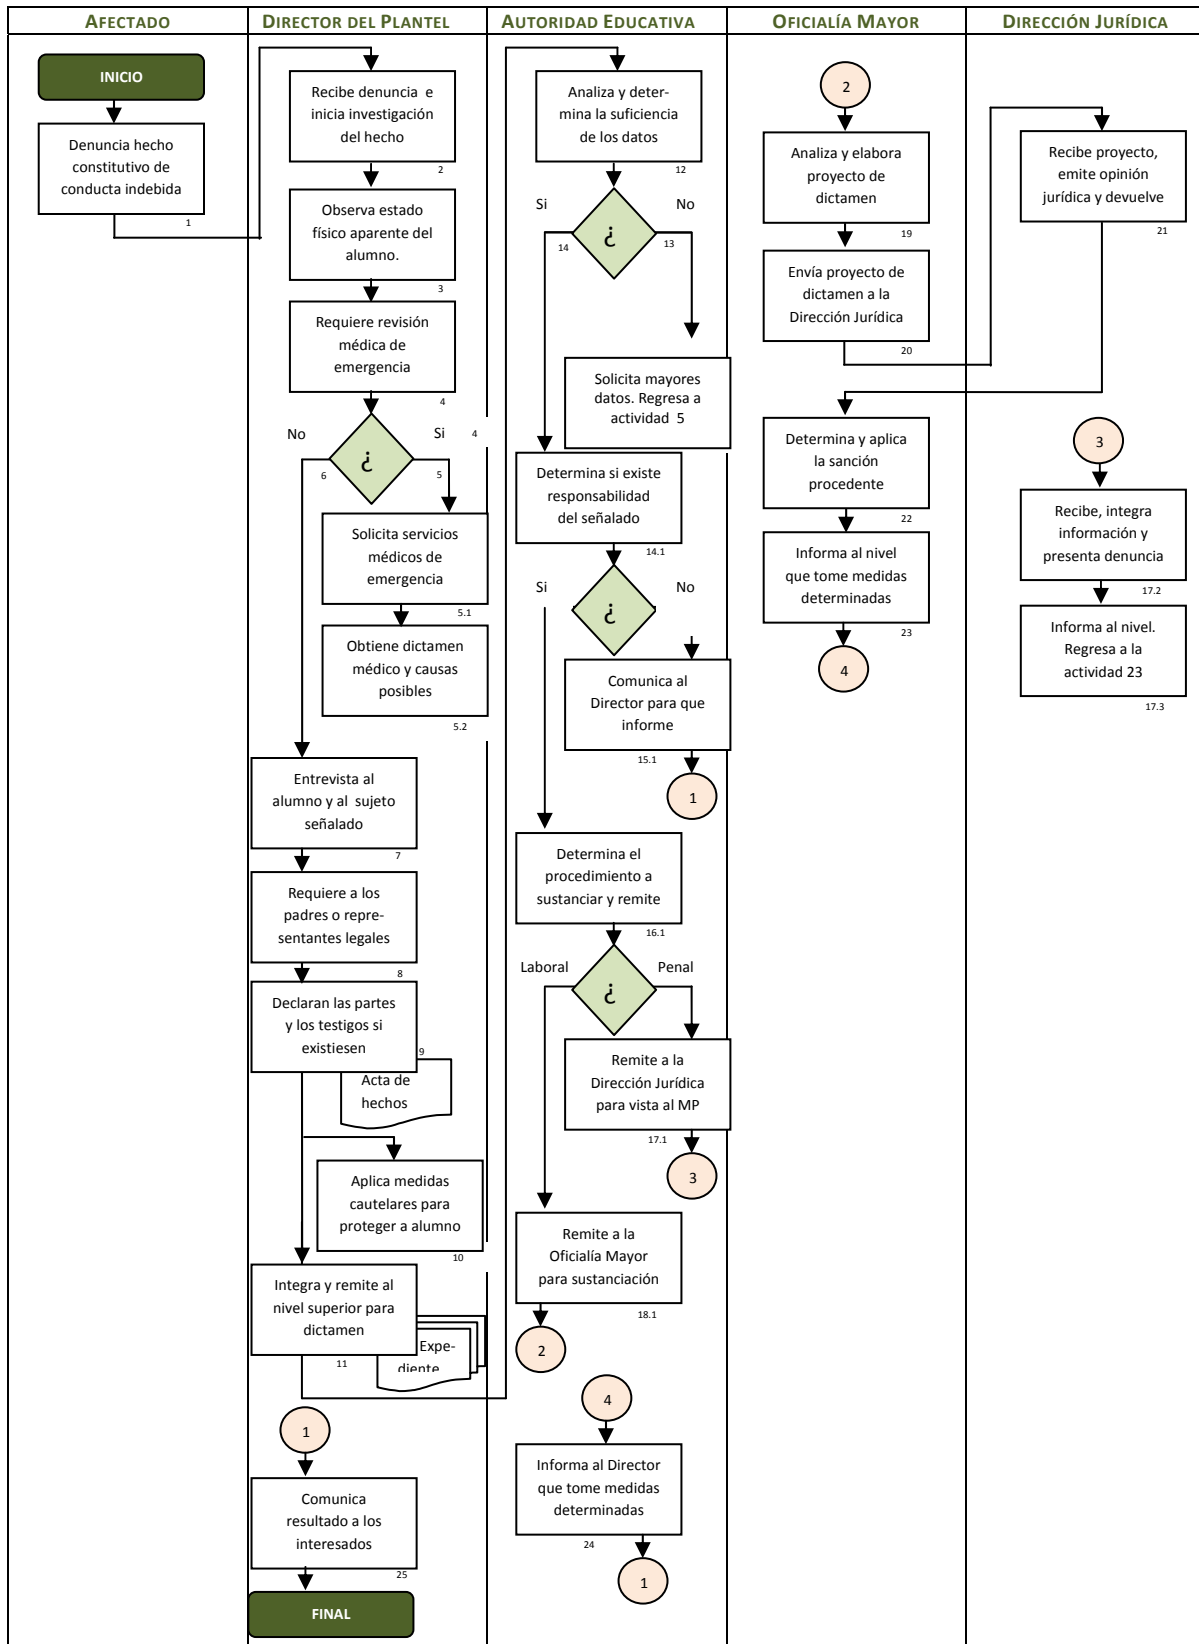 AFECTADO
DIRECTOR DEL PLANTEL
AUTORIDAD EDUCATIVA
OFICIALÍA MAYOR
DIRECCIÓN JURÍDICA
INICIO
Denuncia hecho
constitutivo de
conducta indebida
1
Recibe denuncia e
inicia investigación
del hecho
2
Observa estado
físico aparente del
alumno.
3
Requiere revisión
médica de
emergencia
4
No
Si
4
¿
6
5
Solicita servicios
médicos de
emergencia
5.1
Obtiene dictamen
médico y causas
posibles
5.2
Entrevista al
alumno y al sujeto
señalado
7
Requiere a los
padres o repre-
sentantes legales
8
Declaran las partes
y los testigos si
existiesen
9
Acta de
hechos
Aplica medidas
cautelares para
proteger a alumno
10
Integra y remite al
nivel superior para
dictamen
11
Expe-
diente
1
Comunica
resultado a los
interesados
25
FINAL
Analiza y deter-
mina la suficiencia
de los datos
12
Si
No
¿
14
13
Solicita mayores
datos. Regresa a
actividad 5
Determina si existe
responsabilidad
del señalado
14.1
Si
No
¿
Comunica al
Director para que
informe
15.1
1
Determina el
procedimiento a
sustanciar y remite
16.1
Laboral
Penal
¿
Remite a la
Dirección Jurídica
para vista al MP
17.1
3
Remite a la
Oficialía Mayor
para sustanciación
18.1
2
4
Informa al Director
que tome medidas
determinadas
24
1
2
Analiza y elabora
proyecto de
dictamen
19
Envía proyecto de
dictamen a la
Dirección Jurídica
20
Determina y aplica
la sanción
procedente
22
Informa al nivel
que tome medidas
determinadas
23
4
Recibe proyecto,
emite opinión
jurídica y devuelve
21
3
Recibe, integra
información y
presenta denuncia
17.2
Informa al nivel.
Regresa a la
actividad 23
17.3